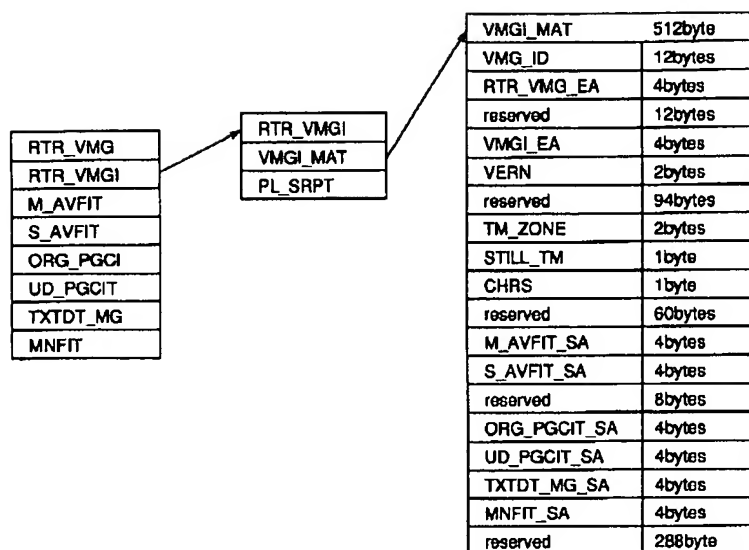 RTR_VMG
RTR_VMGI
M_AVFIT
S_AVFIT
ORG_PGCI
UD_PGCIT
TXTDT_MG
MNFIT
RTR_VMGI
VMGI_MAT
PL_SRPT
VMGI_MAT 512byte
VMG_ID 12bytes
RTR_VMG_EA 4bytes
reserved 12bytes
VMGI_EA 4bytes
VERN 2bytes
reserved 94bytes
TM_ZONE 2bytes
STILL_TM 1byte
CHRS 1byte
reserved 60bytes
M_AVFIT_SA 4bytes
S_AVFIT_SA 4bytes
reserved 8bytes
ORG_PGCIT_SA 4bytes
UD_PGCIT_SA 4bytes
TXTDT_MG_SA 4bytes
MNFIT_SA 4bytes
reserved 288byte